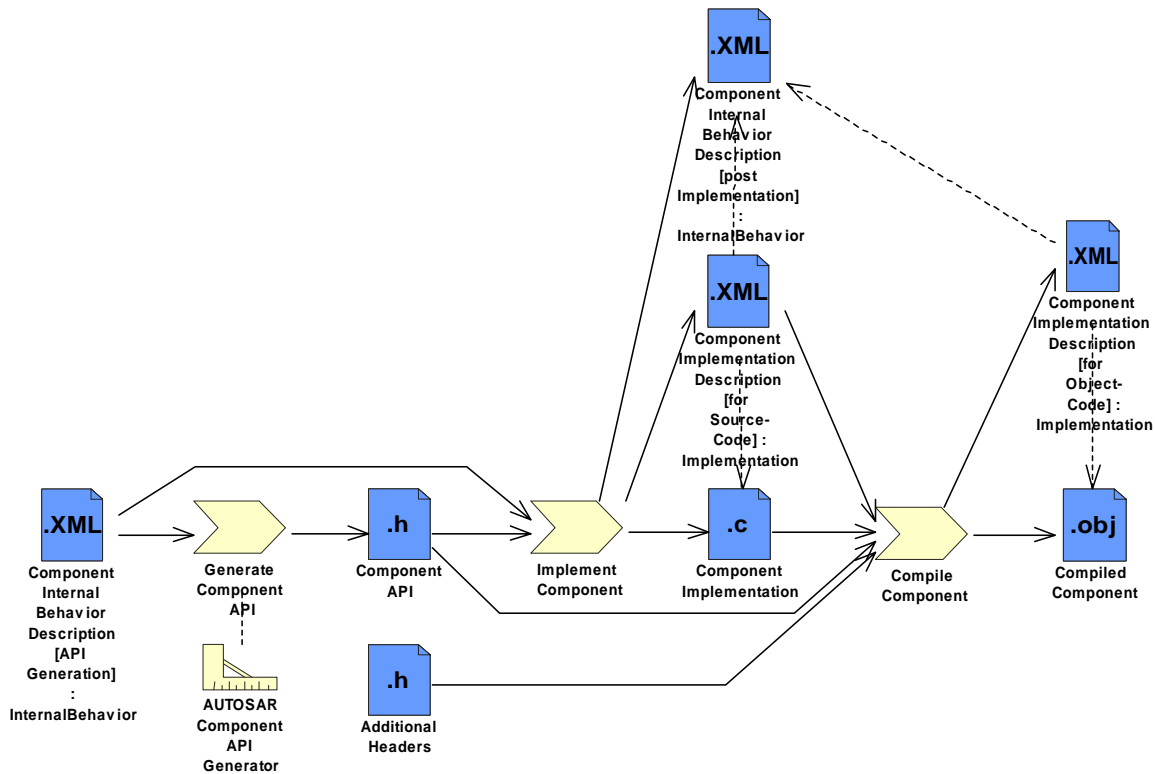 .XML
Component
Internal
Behavior
Description
[post
Implementation]
:
InternalBehavior
.XML
Component
Implementation
Description
[for
Source-
Code] :
Implementation
.XML
Component
Implementation
Description
[for
Object-
Code] :
Implementation
.XML
Component
Internal
Behavior
Description
[API
Generation]
:
InternalBehavior
Generate
Component
API
AUTOSAR
Component
API
Generator
.h
Component
API
.h
Additional
Headers
Implement
Component
.c
Component
Implementation
Compile
Component
.obj
Compiled
Component